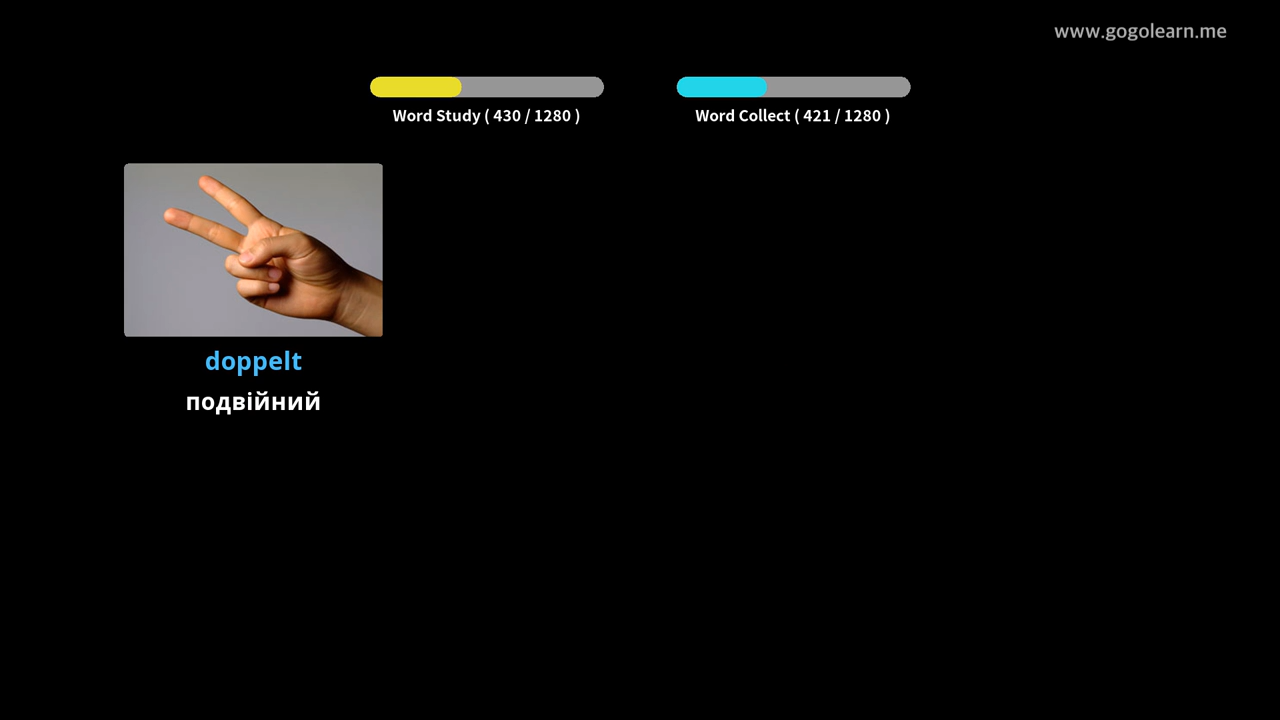 www.gogolearn.me
Word Study ( 430 / 1280 )
Word Collect ( 421 / 1280 )
doppelt
подвійний